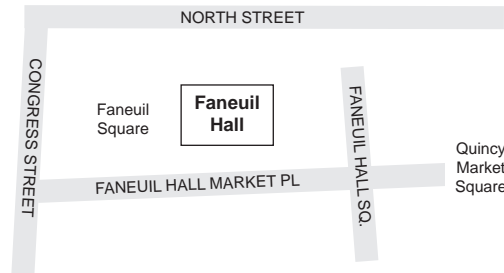 NORTH STREET
CONGRESS STREET
Faneuil
Square
Faneuil
Hall
FANEUIL HALL SQ.
Quincy
Market
Square
FANEUIL HALL MARKET PL